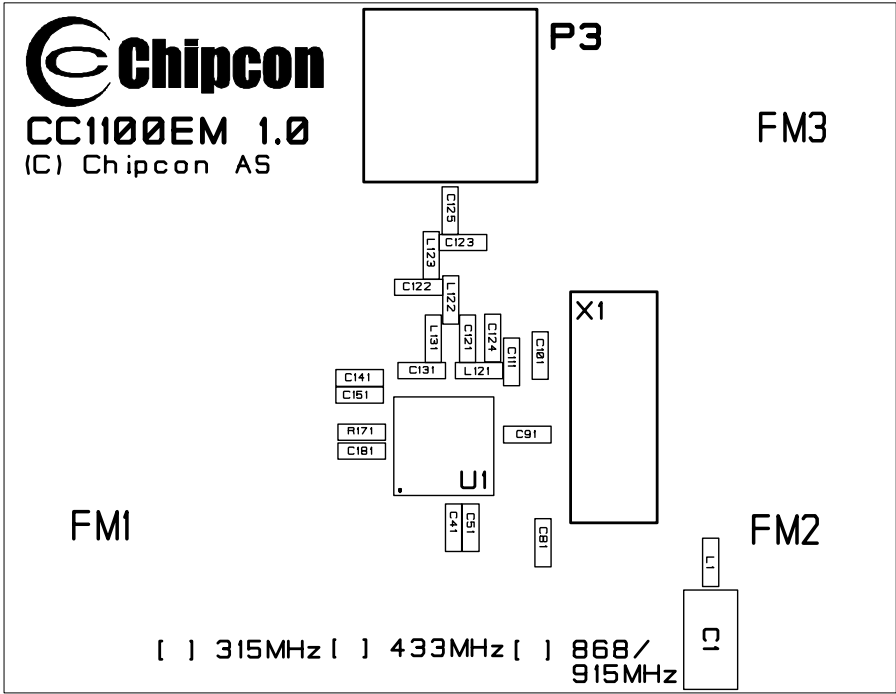 Chipcon
CC1100EM 1.0
(C) Chipcon AS
P3
FM3
C125
C123
L123
C122
L122
X1
L131
C121
C124
C111
C101
C131
L121
C141
C151
R171
C181
C91
U1
C41
C51
C81
FM1
FM2
L1
C1
[ ] 315MHz [ ] 433MHz [ ] 868/
915MHz